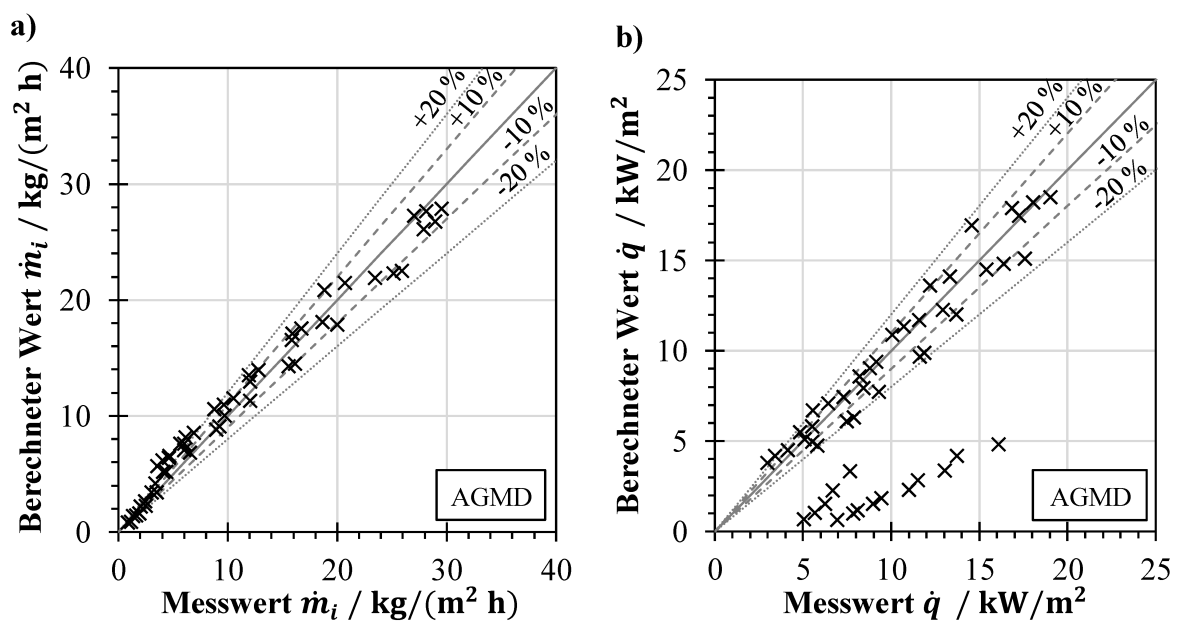 a)
Berechneter Wert ṁᵢ / kg/(m² h)
40
30
20
10
0
+20 %
+10 %
-10 %
-20 %
AGMD
0 10 20 30 40
Messwert ṁᵢ / kg/(m² h)
b)
Berechneter Wert q̇ / kW/m²
25
20
15
10
5
0
+20 %
+10 %
-10 %
-20 %
AGMD
0 5 10 15 20 25
Messwert q̇ / kW/m²